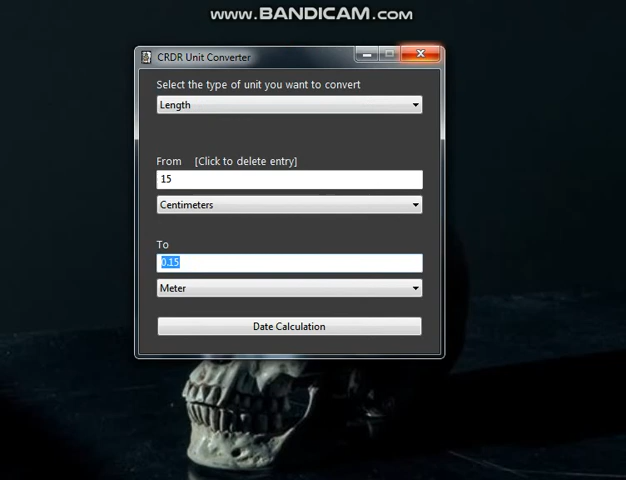 www.BANDICAM.com
CRDR Unit Converter
Select the type of unit you want to convert
Length
From [Click to delete entry]
15
Centimeters
To
0.15
Meter
Date Calculation